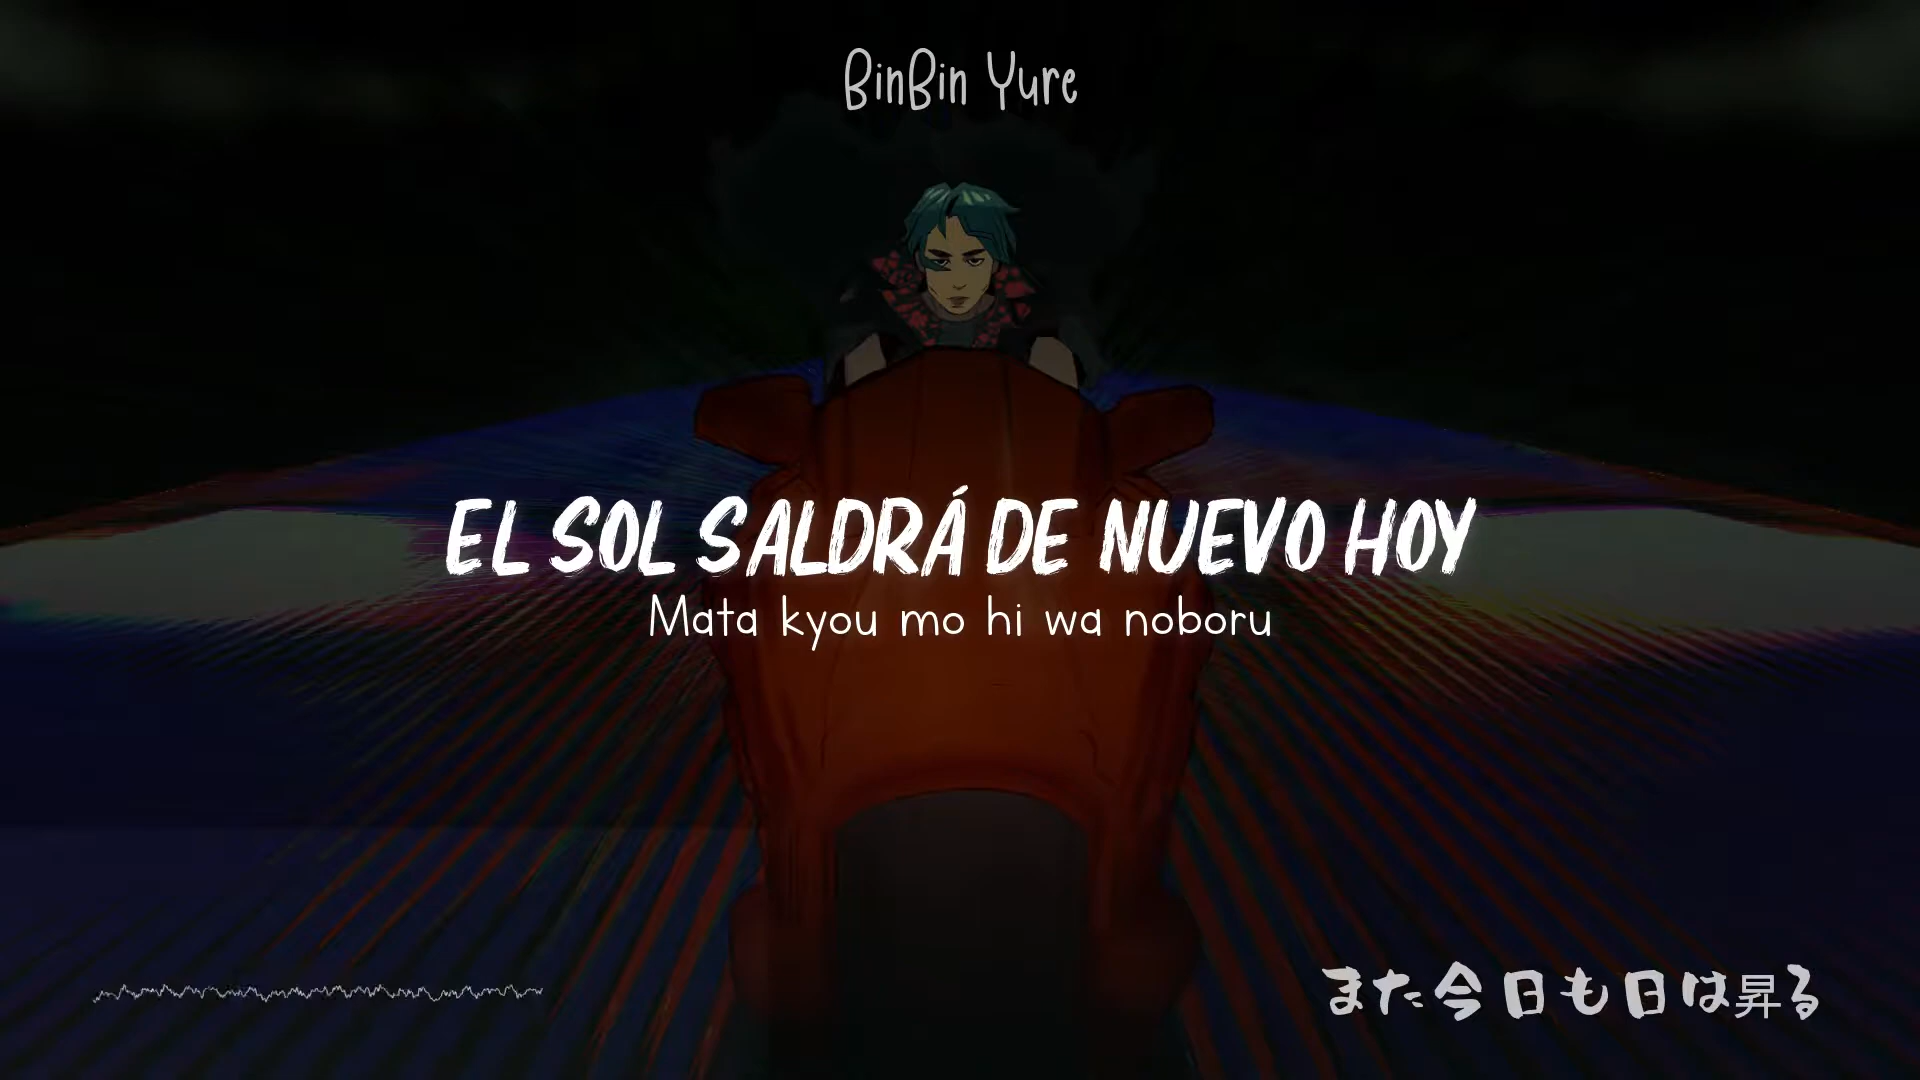 BinBin Yure
EL SOL SALDRÁ DE NUEVO HOY
Mata kyou mo hi wa noboru
また今日も日は昇る